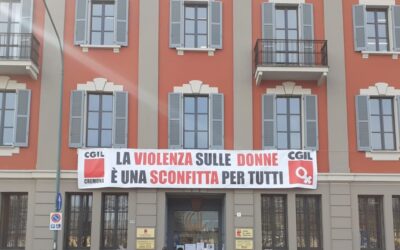 CGIL
CREMONA
LA VIOLENZA SULLE DONNE
È UNA SCONFITTA PER TUTTI
CGIL